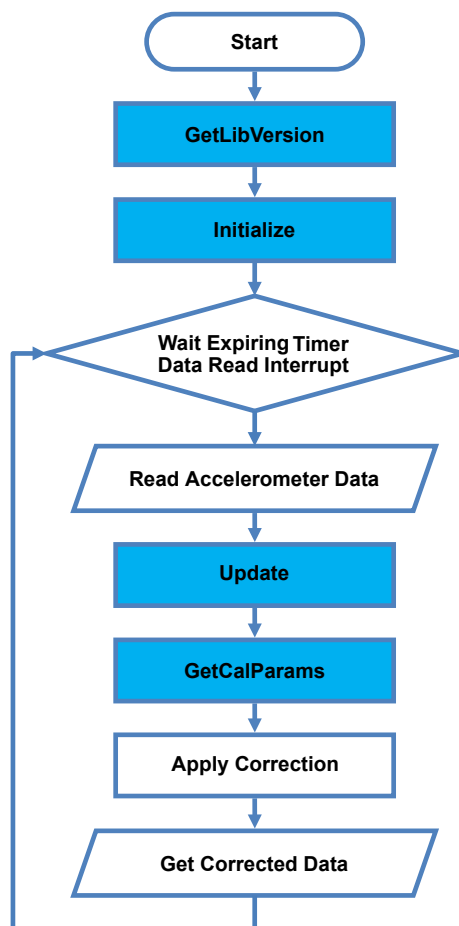 Start
GetLibVersion
Initialize
Wait Expiring Timer
Data Read Interrupt
Read Accelerometer Data
Update
GetCalParams
Apply Correction
Get Corrected Data